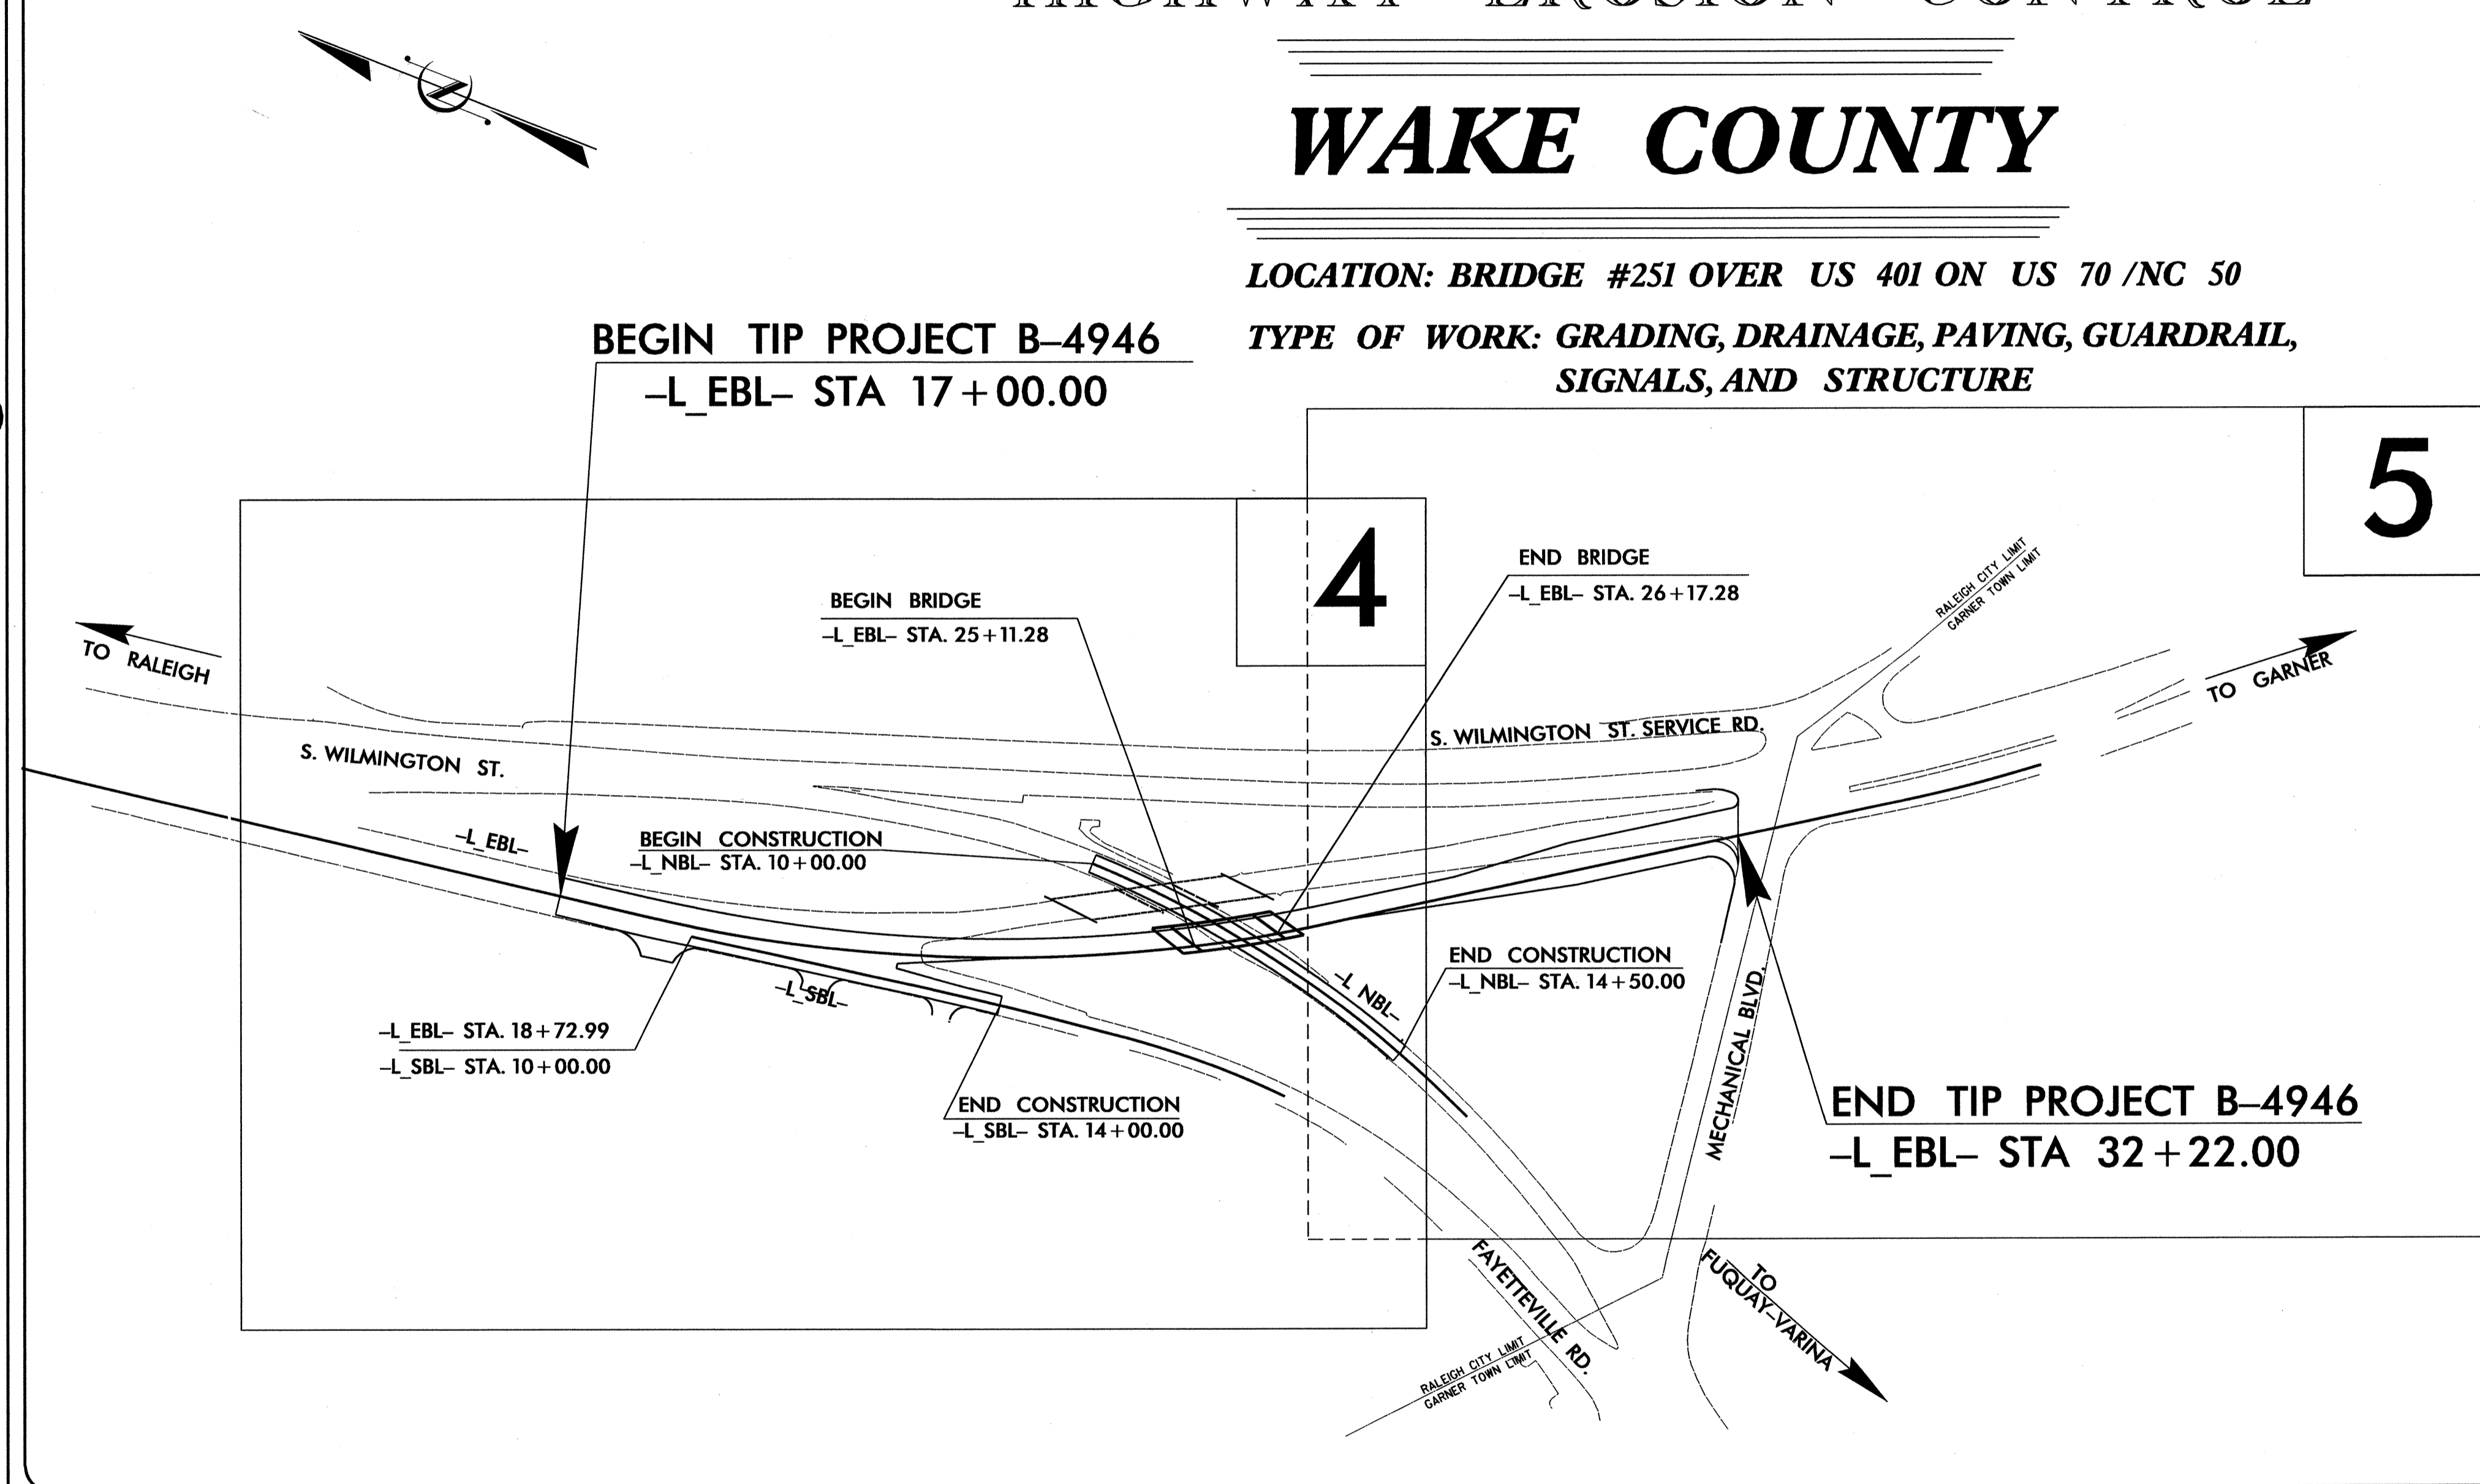 HIGHWAY EROSION CONTROL
WAKE COUNTY
LOCATION: BRIDGE #251 OVER US 401 ON US 70 /NC 50
TYPE OF WORK: GRADING, DRAINAGE, PAVING, GUARDRAIL,
SIGNALS, AND STRUCTURE
BEGIN TIP PROJECT B–4946
–L_EBL– STA 17+00.00
5
4
END BRIDGE
–L_EBL– STA. 26+17.28
BEGIN BRIDGE
–L_EBL– STA. 25+11.28
RALEIGH CITY LIMIT
GARNER TOWN LIMIT
TO RALEIGH
TO GARNER
S. WILMINGTON ST. SERVICE RD.
S. WILMINGTON ST.
–L_EBL–
BEGIN CONSTRUCTION
–L_NBL– STA. 10+00.00
END CONSTRUCTION
–L_NBL– STA. 14+50.00
–L_NBL–
–L_SBL–
–L_EBL– STA. 18+72.99
–L_SBL– STA. 10+00.00
END CONSTRUCTION
–L_SBL– STA. 14+00.00
MECHANICAL BLVD.
END TIP PROJECT B–4946
–L_EBL– STA 32+22.00
FAYETTEVILLE RD.
TO
FUQUAY–VARINA
RALEIGH CITY LIMIT
GARNER TOWN LIMIT